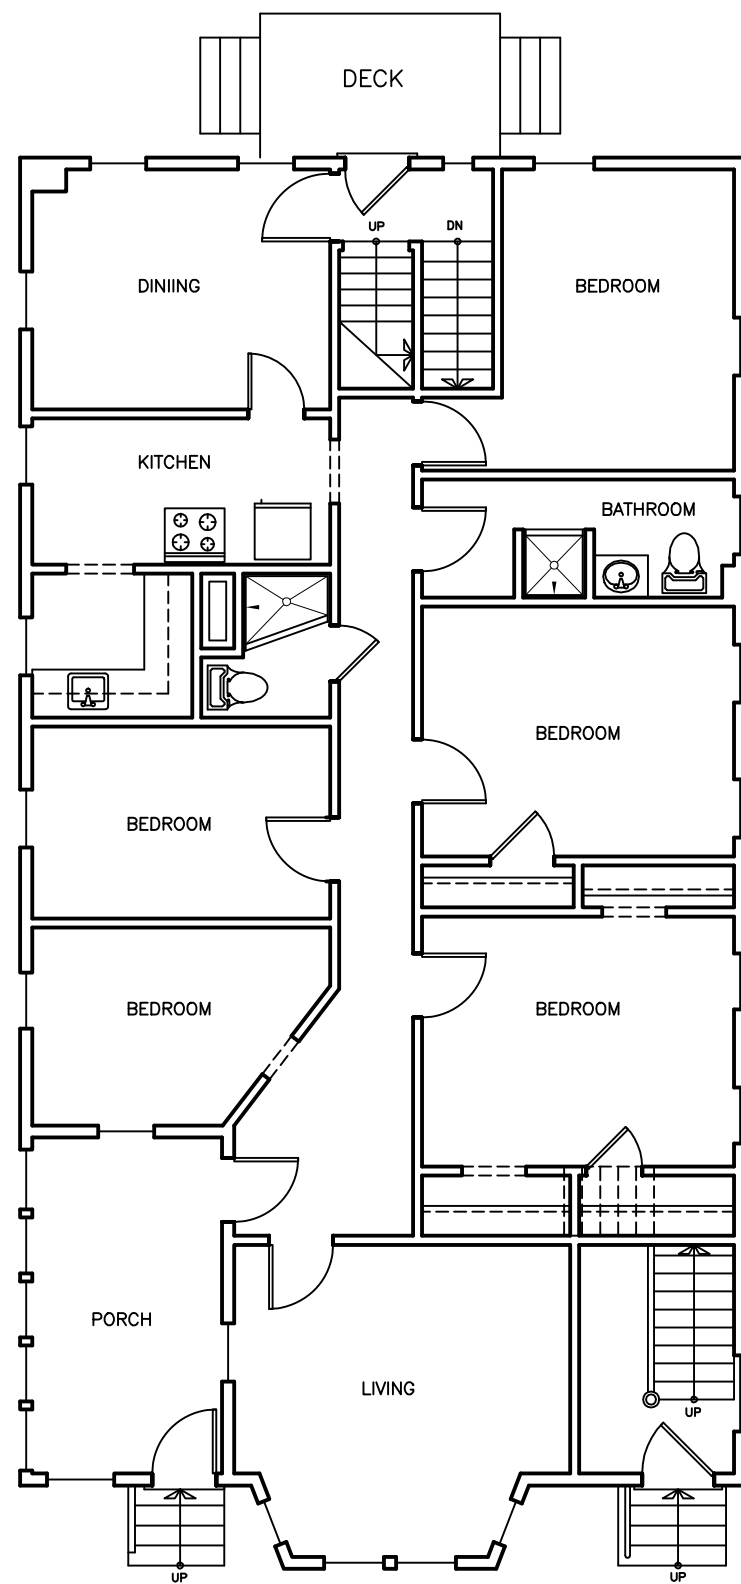 DECK
UP
DN
DINIING
BEDROOM
KITCHEN
BATHROOM
BEDROOM
BEDROOM
BEDROOM
BEDROOM
PORCH
LIVING
UP
UP
UP